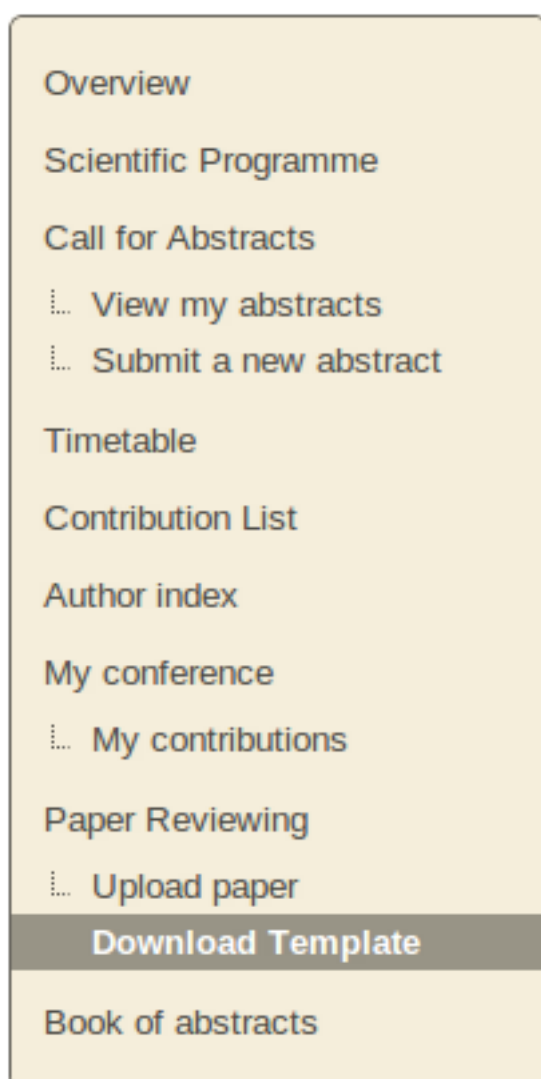 Overview
Scientific Programme
Call for Abstracts
View my abstracts
Submit a new abstract
Timetable
Contribution List
Author index
My conference
My contributions
Paper Reviewing
Upload paper
Download Template
Book of abstracts